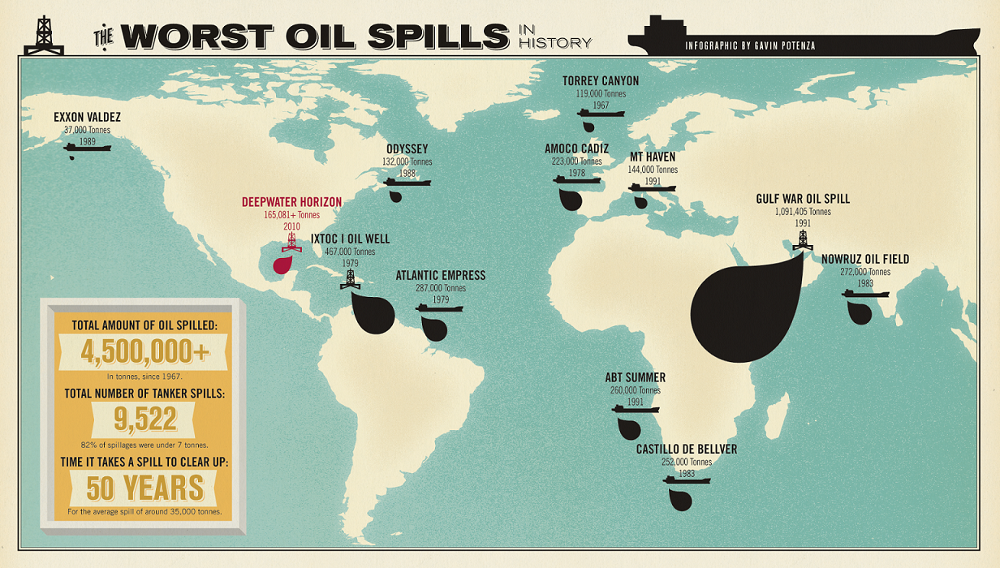 THE WORST OIL SPILLS IN HISTORY
INFOGRAPHIC BY GAVIN POTENZA
EXXON VALDEZ
37,000 Tonnes
1989
TORREY CANYON
119,000 Tonnes
1967
ODYSSEY
132,000 Tonnes
1988
AMOCO CADIZ
223,000 Tonnes
1978
MT HAVEN
144,000 Tonnes
1991
DEEPWATER HORIZON
165,081+ Tonnes
2010
GULF WAR OIL SPILL
1,091,405 Tonnes
1991
IXTOC I OIL WELL
467,000 Tonnes
1979
NOWRUZ OIL FIELD
272,000 Tonnes
1983
ATLANTIC EMPRESS
287,000 Tonnes
1979
ABT SUMMER
260,000 Tonnes
1991
CASTILLO DE BELLVER
252,000 Tonnes
1983
TOTAL AMOUNT OF OIL SPILLED:
4,500,000+
In tonnes, since 1967.
TOTAL NUMBER OF TANKER SPILLS:
9,522
82% of spillages were under 7 tonnes.
TIME IT TAKES A SPILL TO CLEAR UP:
50 YEARS
For the average spill of around 35,000 tonnes.